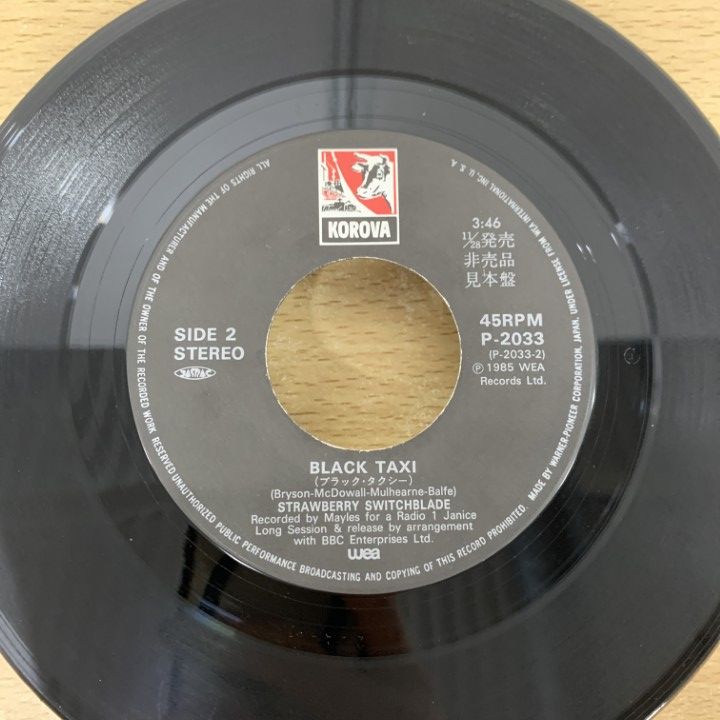 KOROVA
3:46
11/28発売
非売品
見本盤
SIDE 2
STEREO
JASRAC
45RPM
P-2033
(P-2033-2)
Ⓟ 1985 WEA
Records Ltd.
BLACK TAXI
(ブラック・タクシー)
(Bryson-McDowall-Mulhearne-Balfe)
STRAWBERRY SWITCHBLADE
Recorded by Mayles for a Radio 1 Janice
Long Session & release by arrangement
with BBC Enterprises Ltd.
wea
ALL RIGHTS OF THE MANUFACTURER AND OF THE OWNER OF THE RECORDED WORK RESERVED UNAUTHORIZED PUBLIC PERFORMANCE BROADCASTING AND COPYING OF THIS RECORD PROHIBITED. MADE BY WARNER-PIONEER CORPORATION, JAPAN, UNDER LICENSE FROM WEA INTERNATIONAL INC., U.S.A.